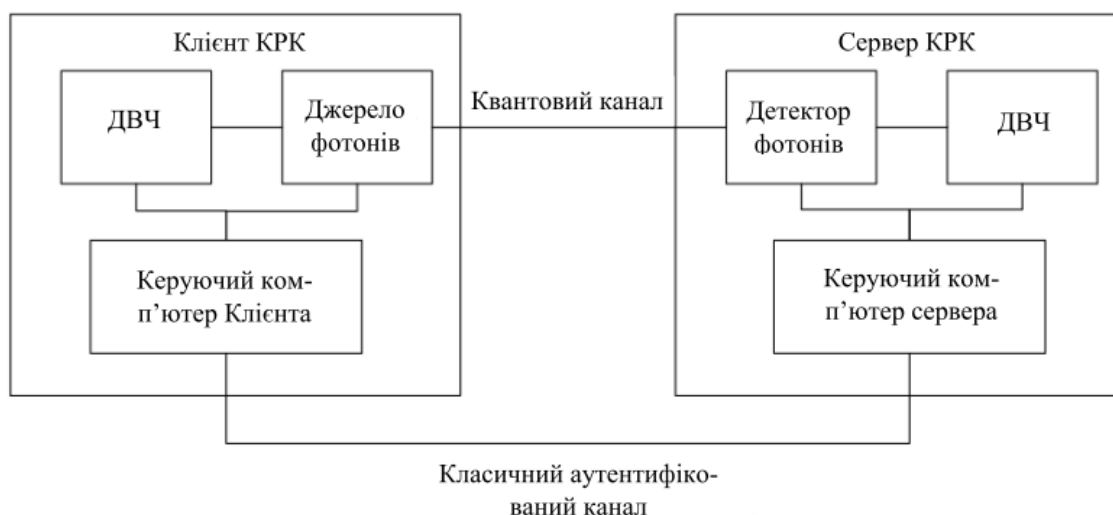 Клієнт КРК
ДВЧ
Джерело
фотонів
Керуючий ком-
п’ютер Клієнта
Квантовий канал
Сервер КРК
Детектор
фотонів
ДВЧ
Керуючий ком-
п’ютер сервера
Класичний аутентифіко-
ваний канал